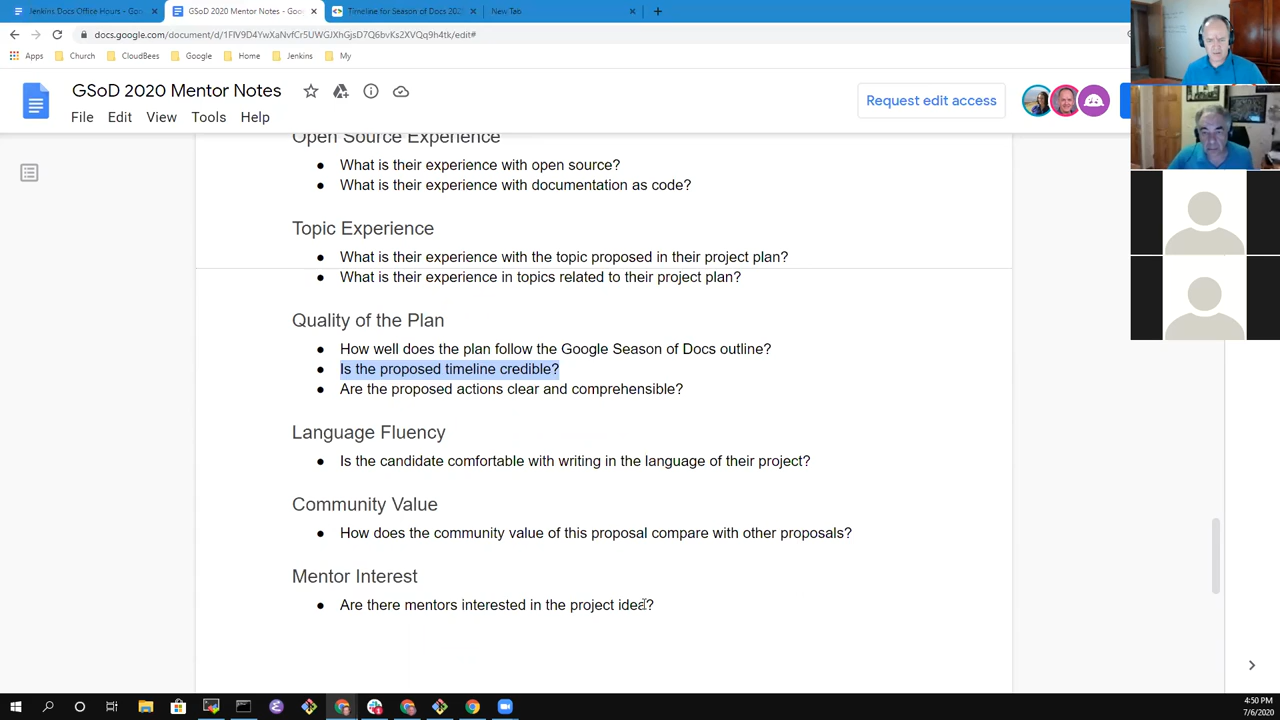 Jenkins Docs Office Hours - Goo
GSoD 2020 Mentor Notes - Goog
Timeline for Season of Docs 202
New Tab
docs.google.com/document/d/
Apps
Church
CloudBees
Google
Home
Jenkins
My
GSoD 2020 Mentor Notes
Request edit access
File Edit View Tools Help
Open Source Experience
● What is their experience with open source?
● What is their experience with documentation as code?
Topic Experience
● What is their experience with the topic proposed in their project plan?
● What is their experience in topics related to their project plan?
Quality of the Plan
● How well does the plan follow the Google Season of Docs outline?
● Is the proposed timeline credible?
● Are the proposed actions clear and comprehensible?
Language Fluency
● Is the candidate comfortable with writing in the language of their project?
Community Value
● How does the community value of this proposal compare with other proposals?
Mentor Interest
● Are there mentors interested in the project idea?
4:50 PM
7/6/2020